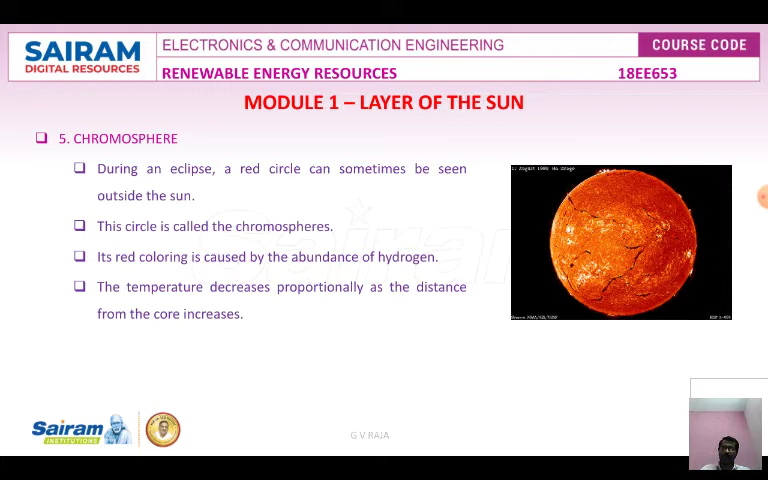 SAIRAM
DIGITAL RESOURCES
ELECTRONICS & COMMUNICATION ENGINEERING
COURSE CODE
RENEWABLE ENERGY RESOURCES
18EE653
MODULE 1 – LAYER OF THE SUN
5. CHROMOSPHERE
During an eclipse, a red circle can sometimes be seen
outside the sun.
This circle is called the chromospheres.
Its red coloring is caused by the abundance of hydrogen.
The temperature decreases proportionally as the distance
from the core increases.
Sairam
Sairam
INSTITUTIONS
G V RAJA